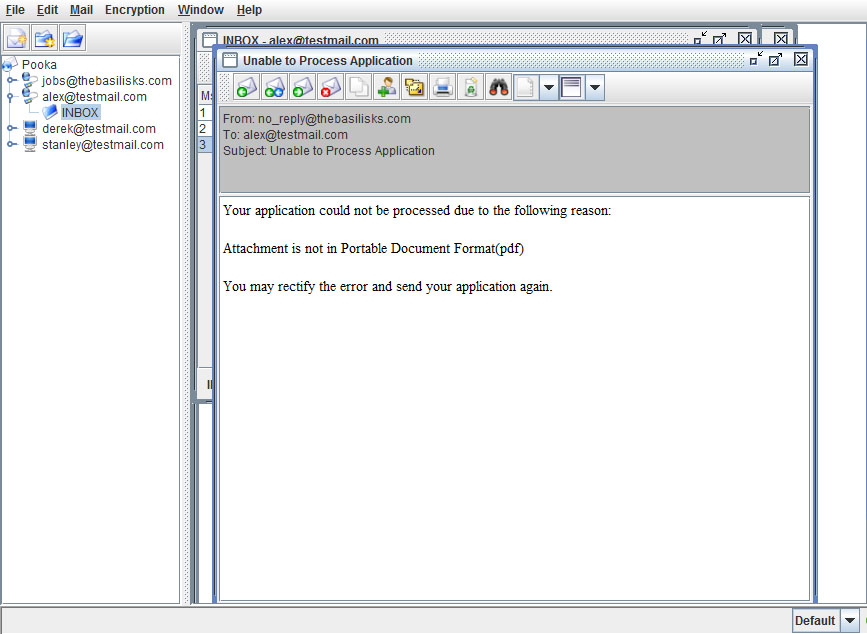 File Edit Mail Encryption Window Help
INBOX - alex@testmail.com
Unable to Process Application
Pooka
jobs@thebasilisks.com
alex@testmail.com
INBOX
derek@testmail.com
stanley@testmail.com
1
2
3
From: no_reply@thebasilisks.com
To: alex@testmail.com
Subject: Unable to Process Application
Your application could not be processed due to the following reason:
Attachment is not in Portable Document Format(pdf)
You may rectify the error and send your application again.
Default